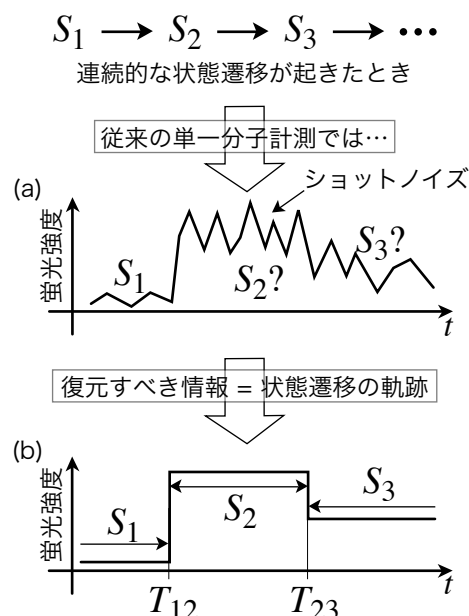 S1 → S2 → S3 → •••
連続的な状態遷移が起きたとき
従来の単一分子計測では…
(a)
ショットノイズ
蛍光強度
S1
S2?
S3?
t
復元すべき情報 = 状態遷移の軌跡
(b)
蛍光強度
S1
S2
S3
t
T12
T23